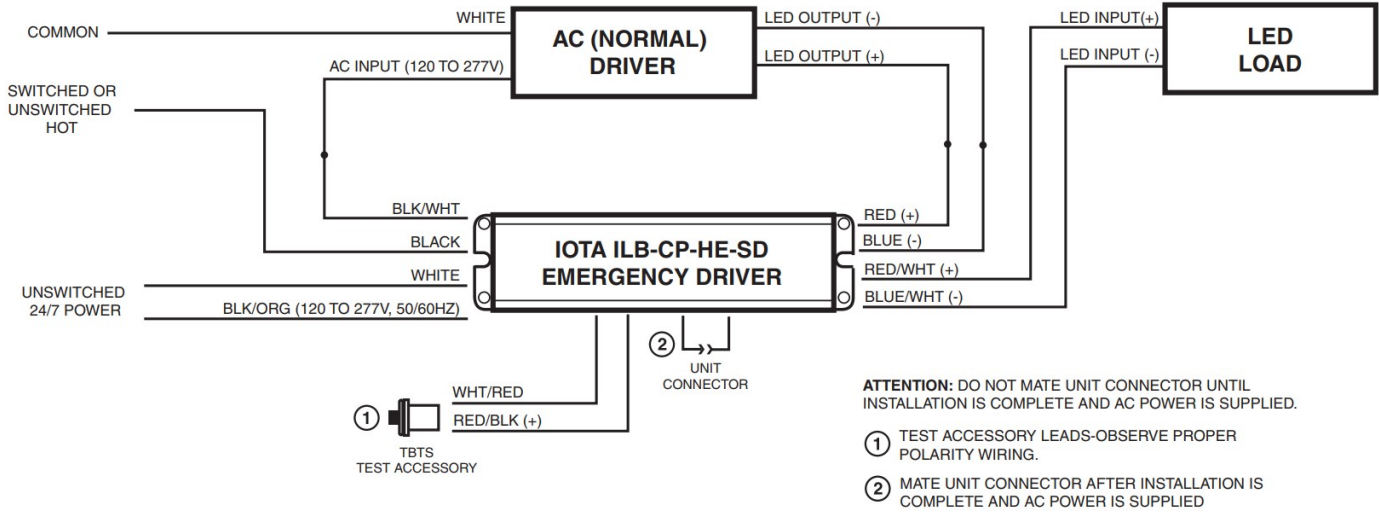 COMMON
WHITE
AC INPUT (120 TO 277V)
AC (NORMAL)
DRIVER
LED OUTPUT (-)
LED OUTPUT (+)
LED INPUT(+)
LED INPUT (-)
LED
LOAD
SWITCHED OR
UNSWITCHED
HOT
BLK/WHT
BLACK
WHITE
UNSWITCHED
24/7 POWER
BLK/ORG (120 TO 277V, 50/60HZ)
IOTA ILB-CP-HE-SD
EMERGENCY DRIVER
RED (+)
BLUE (-)
RED/WHT (+)
BLUE/WHT (-)
2
UNIT
CONNECTOR
WHT/RED
RED/BLK (+)
1
TBTS
TEST ACCESSORY
ATTENTION: DO NOT MATE UNIT CONNECTOR UNTIL
INSTALLATION IS COMPLETE AND AC POWER IS SUPPLIED.
1 TEST ACCESSORY LEADS-OBSERVE PROPER
POLARITY WIRING.
2 MATE UNIT CONNECTOR AFTER INSTALLATION IS
COMPLETE AND AC POWER IS SUPPLIED